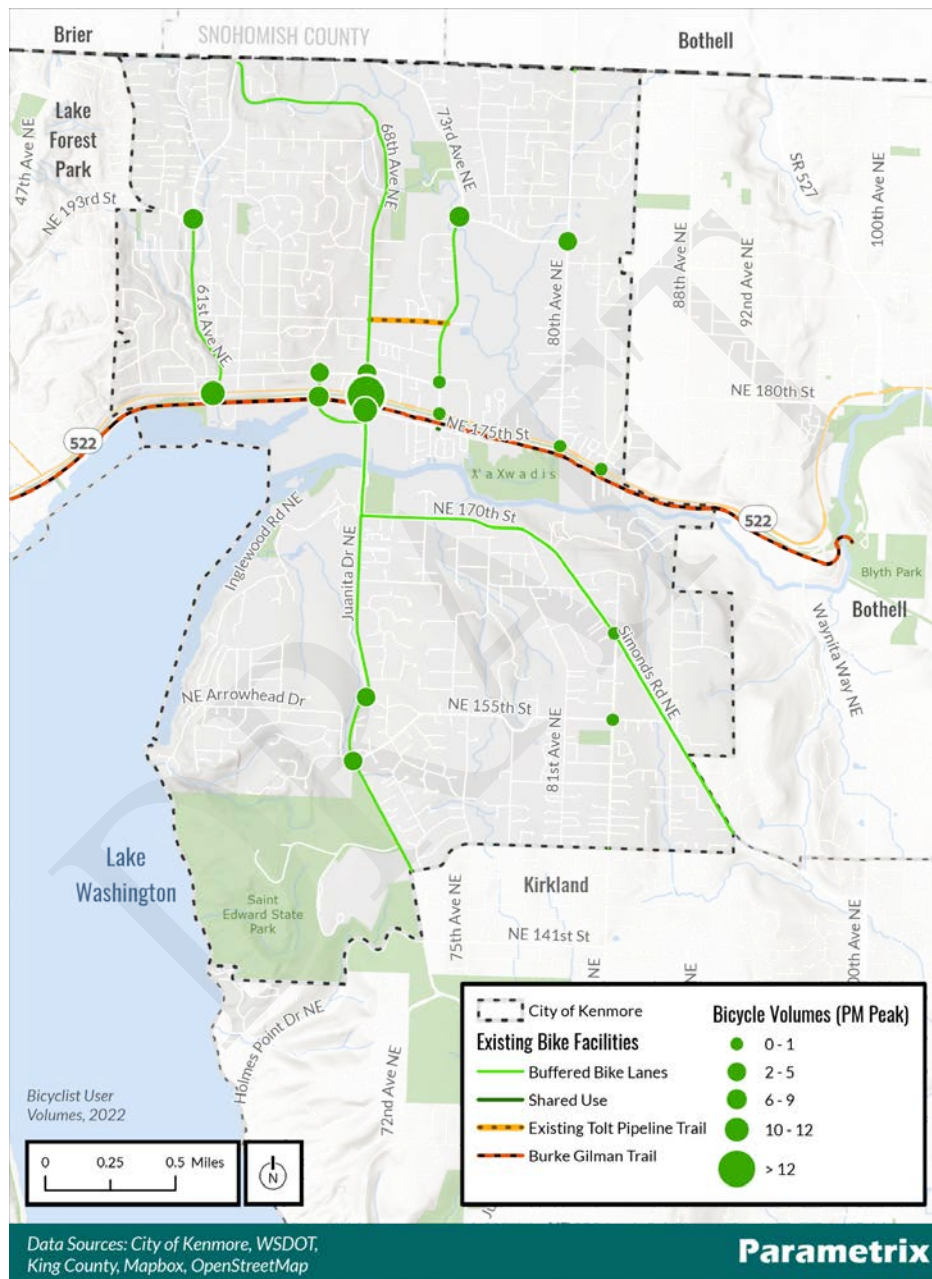 Brier
SNOHOMISH COUNTY
Bothell
Lake
Forest
Park
47th Ave NE
NE 193rd St
68th Ave NE
73rd Ave NE
SR 527
100th Ave NE
61st Ave NE
80th Ave NE
88th Ave NE
92nd Ave NE
NE 180th St
522
NE 175th St
X' a X w a d i s
522
Inglewood Rd NE
NE 170th St
Blyth Park
Bothell
Juanita Dr NE
Simonds Rd NE
Waynita Way NE
NE Arrowhead Dr
NE 155th St
81st Ave NE
DRAFT
Lake
Washington
Saint
Edward State
Park
75th Ave NE
Kirkland
NE 141st St
NE
NE
00th Ave NE
Holmes Point Dr NE
72nd Ave NE
City of Kenmore
Existing Bike Facilities
Buffered Bike Lanes
Shared Use
Existing Tolt Pipeline Trail
Burke Gilman Trail
Bicycle Volumes (PM Peak)
0 - 1
2 - 5
6 - 9
10 - 12
> 12
Bicyclist User
Volumes, 2022
0 0.25 0.5 Miles
N
Data Sources: City of Kenmore, WSDOT,
King County, Mapbox, OpenStreetMap
Parametrix